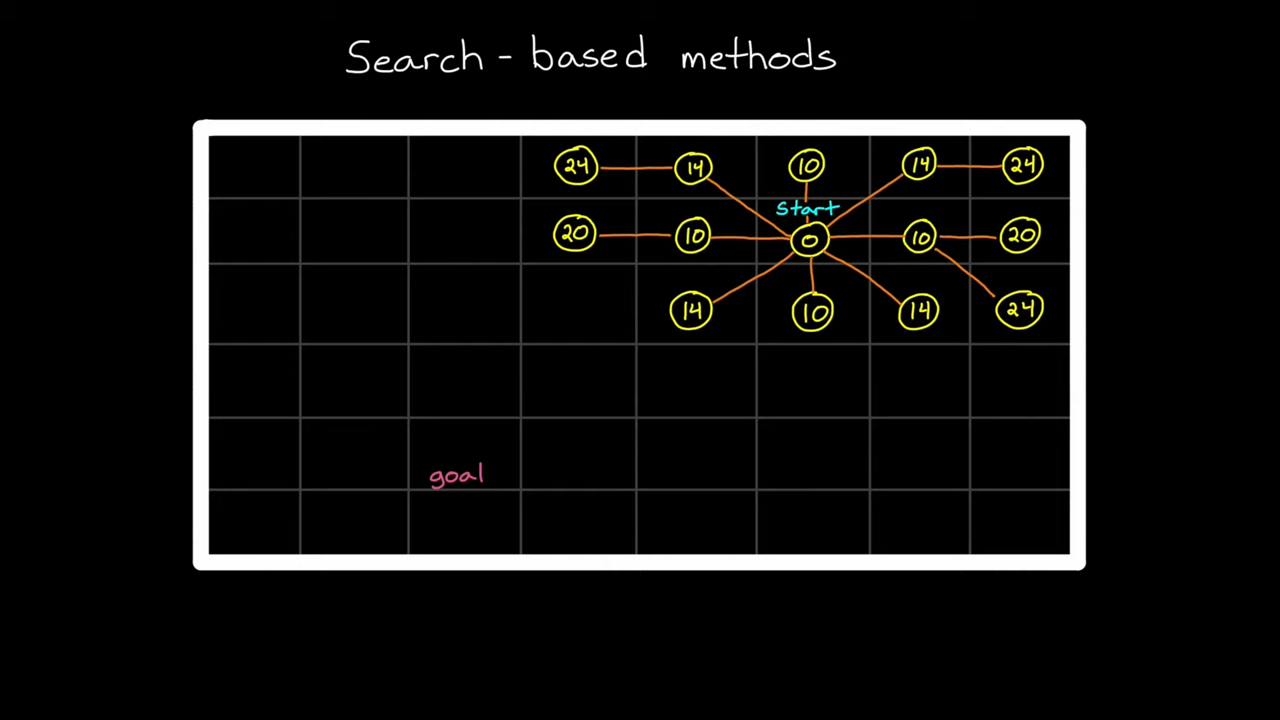 Search - based methods
24 14 10 14 24
start
20 10 0 10 20
14 10 14 24
goal